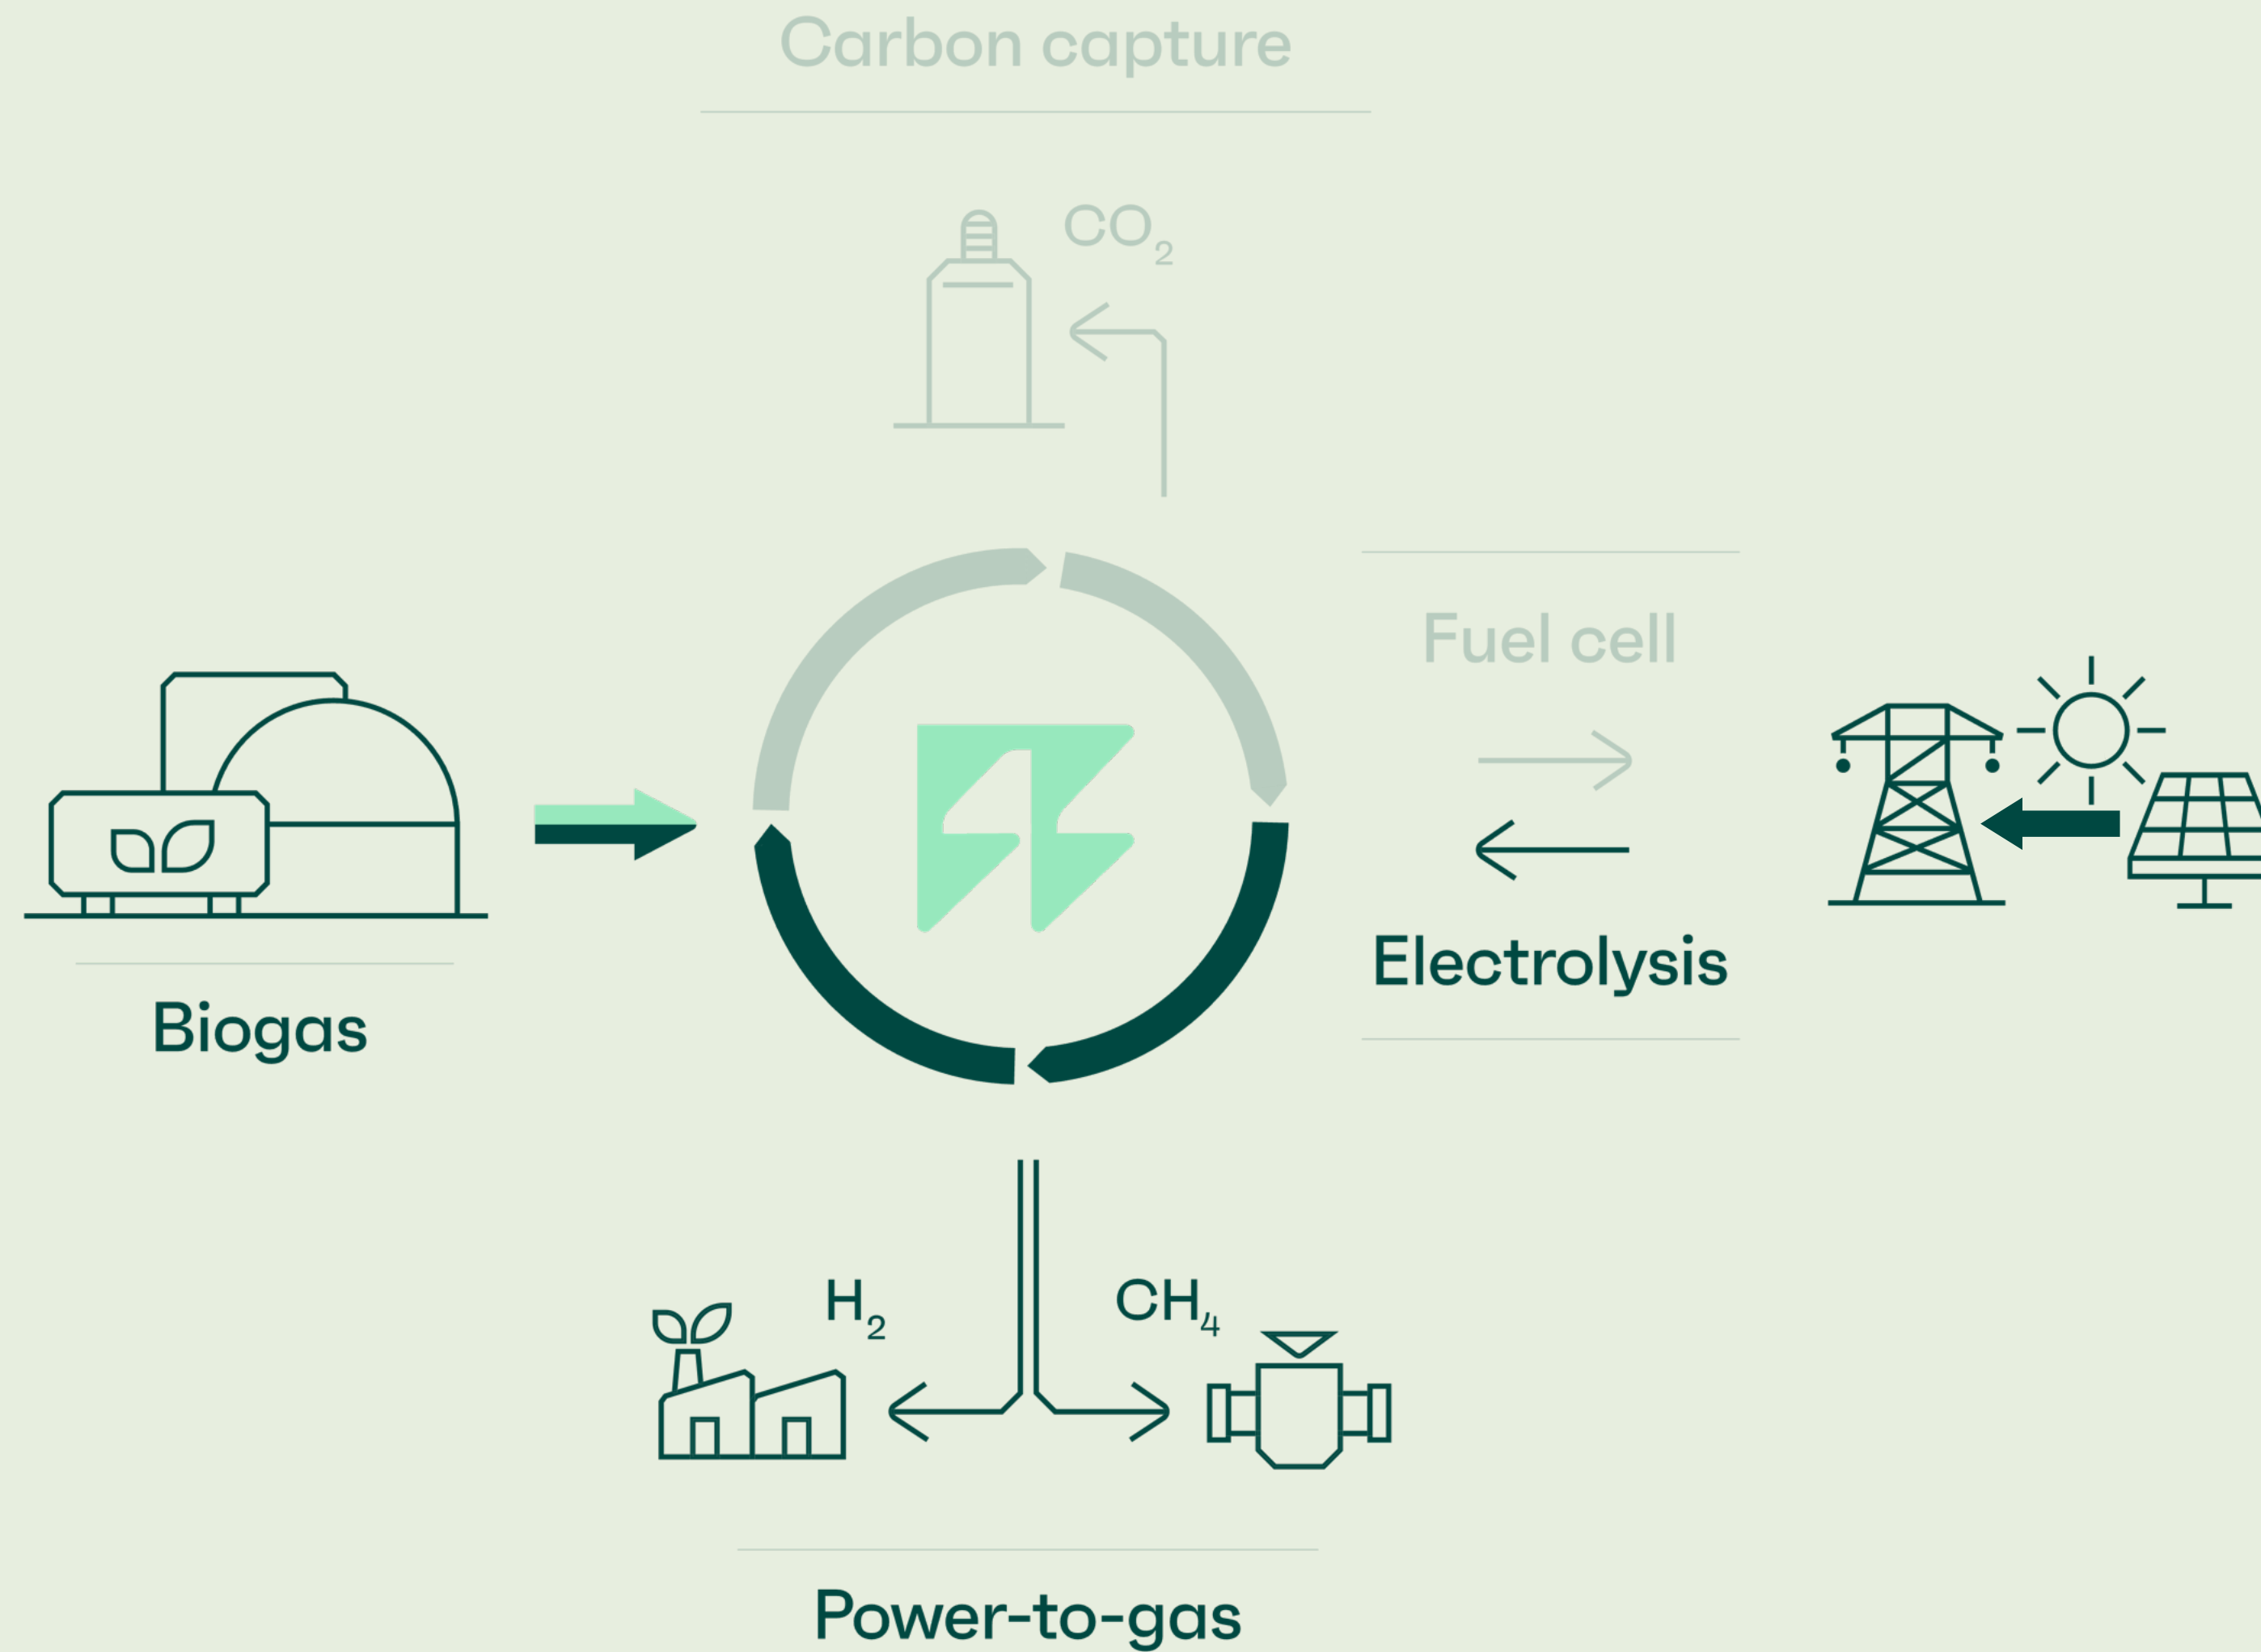 Carbon capture
CO₂
Fuel cell
Electrolysis
Biogas
H₂
CH₄
Power-to-gas